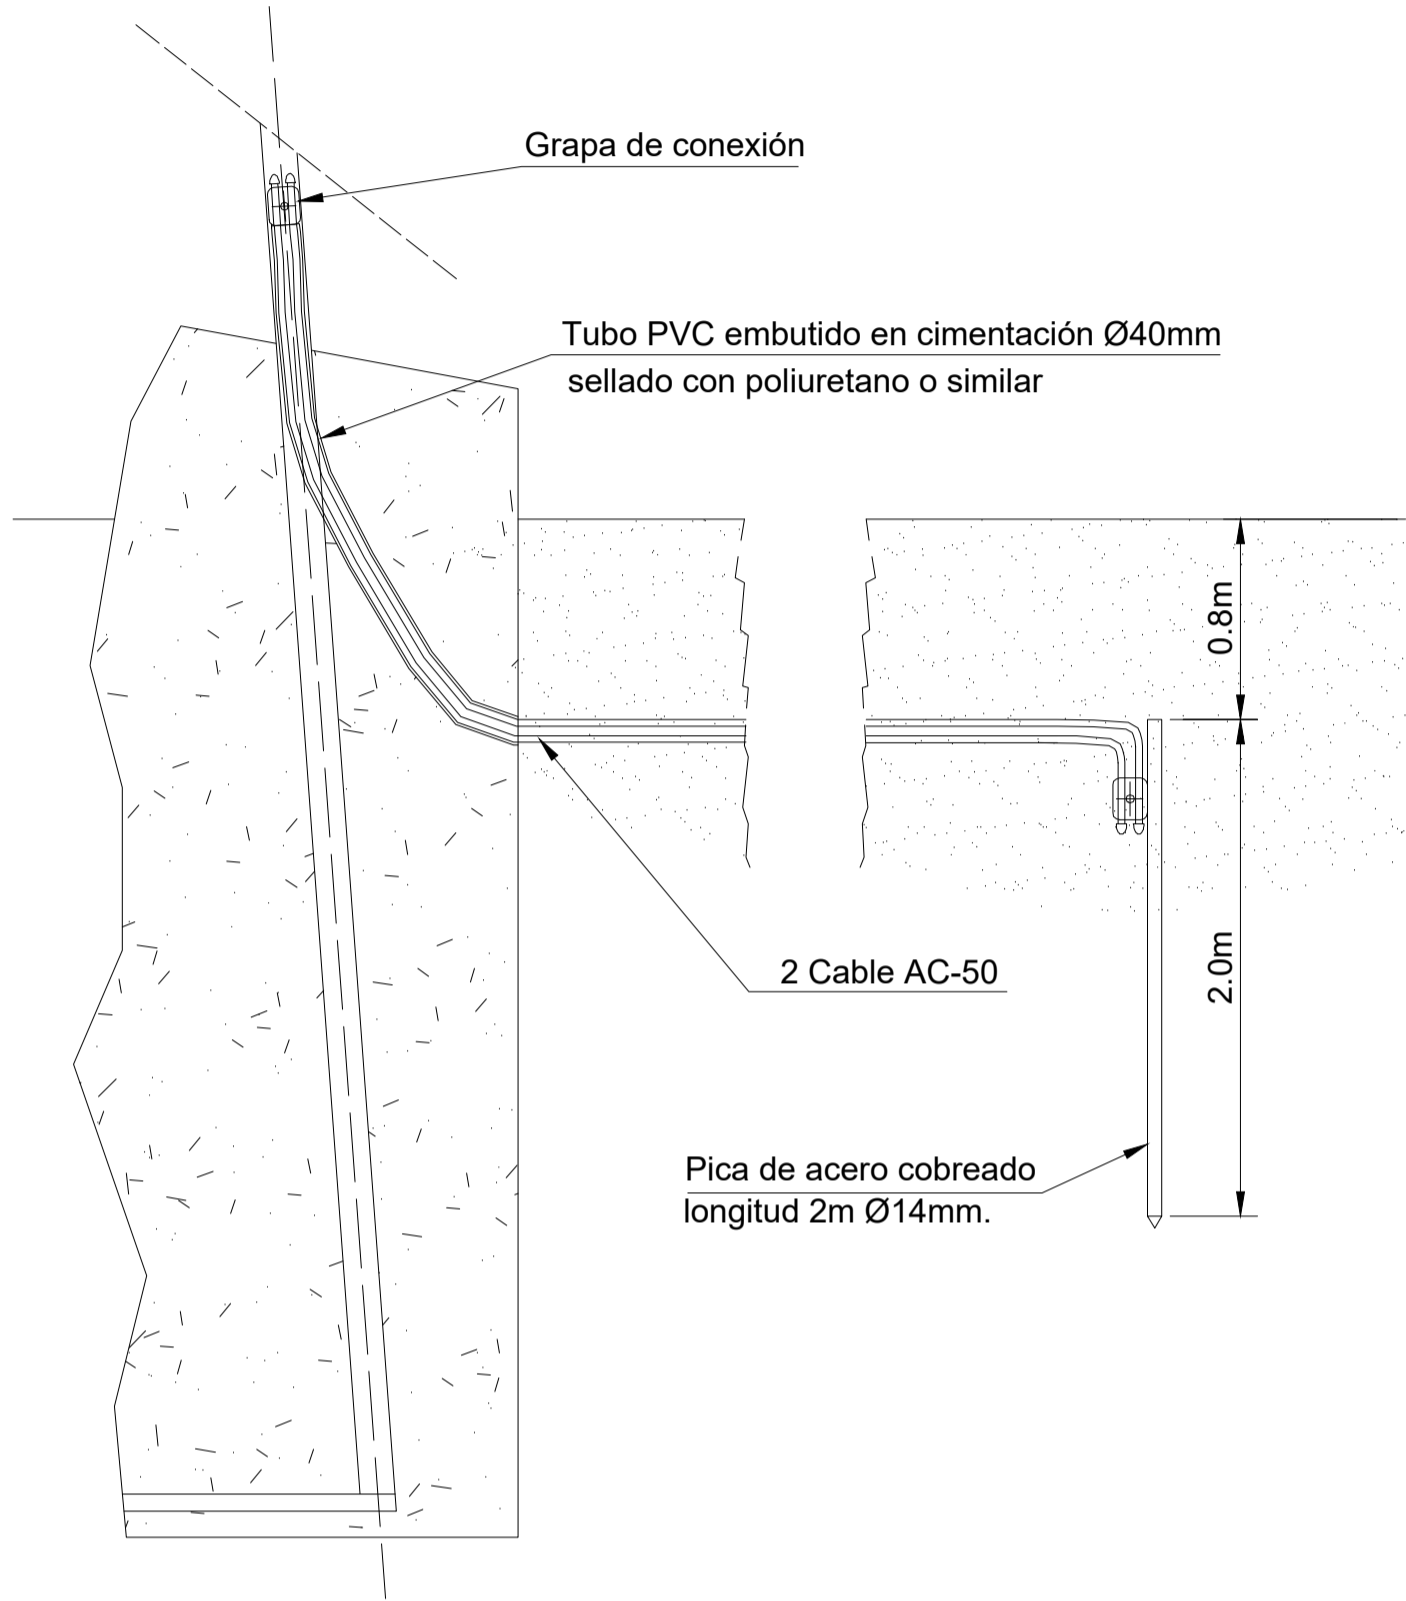 Grapa de conexión
Tubo PVC embutido en cimentación Ø40mm
sellado con poliuretano o similar
0.8m
2 Cable AC-50
2.0m
Pica de acero cobreado
longitud 2m Ø14mm.